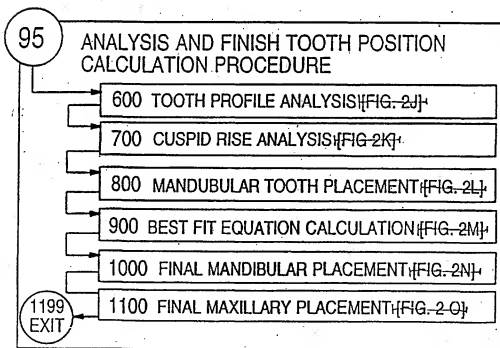 95
ANALYSIS AND FINISH TOOTH POSITION
CALCULATION PROCEDURE
600 TOOTH PROFILE ANALYSIS [FIG. 2J]
700 CUSPID RISE ANALYSIS [FIG 2K]
800 MANDUBULAR TOOTH PLACEMENT [FIG. 2L]
900 BEST FIT EQUATION CALCULATION [FIG. 2M]
1000 FINAL MANDIBULAR PLACEMENT [FIG. 2N]
1100 FINAL MAXILLARY PLACEMENT [FIG. 2 O]
1199
EXIT